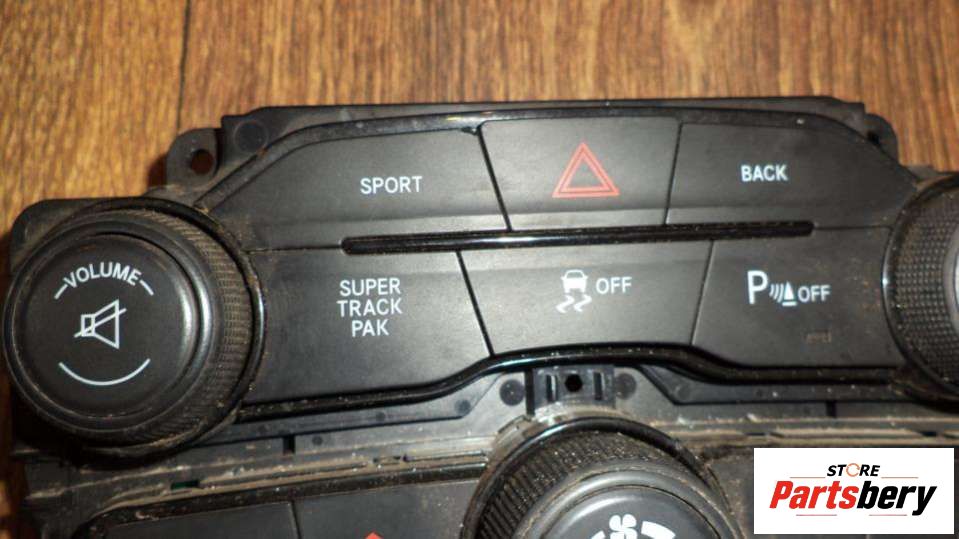 SPORT
BACK
VOLUME
SUPER
TRACK
PAK
OFF
P OFF
STORE
Partsbery